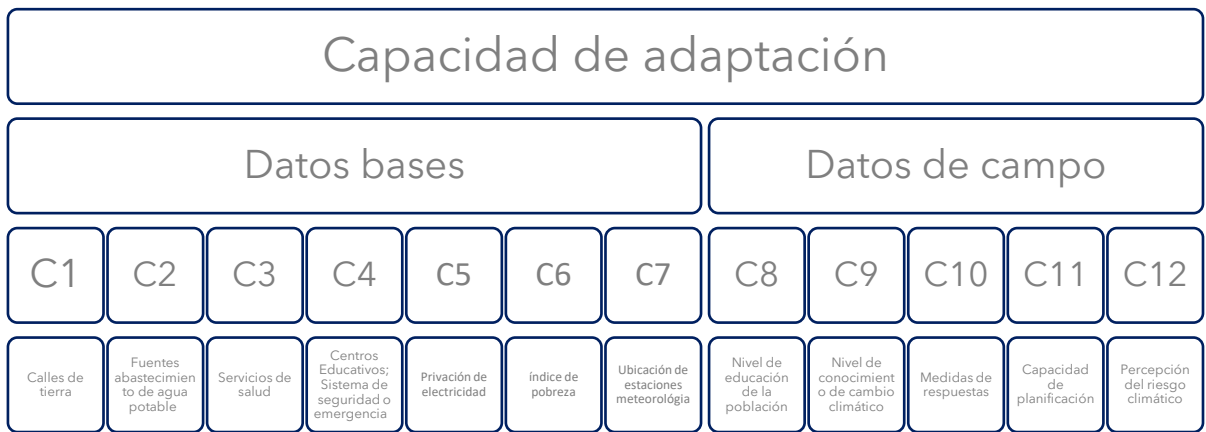 Capacidad de adaptación
Datos bases
Datos de campo
C1
C2
C3
C4
C5
C6
C7
C8
C9
C10
C11
C12
Calles de
tierra
Fuentes
abastecimien
to de agua
potable
Servicios de
salud
Centros
Educativos;
Sistema de
seguridad o
emergencia
Privación de
electricidad
índice de
pobreza
Ubicación de
estaciones
meteorológia
Nivel de
educación
de la
población
Nivel de
conocimient
o de cambio
climático
Medidas de
respuestas
Capacidad
de
planificación
Percepción
del riesgo
climático